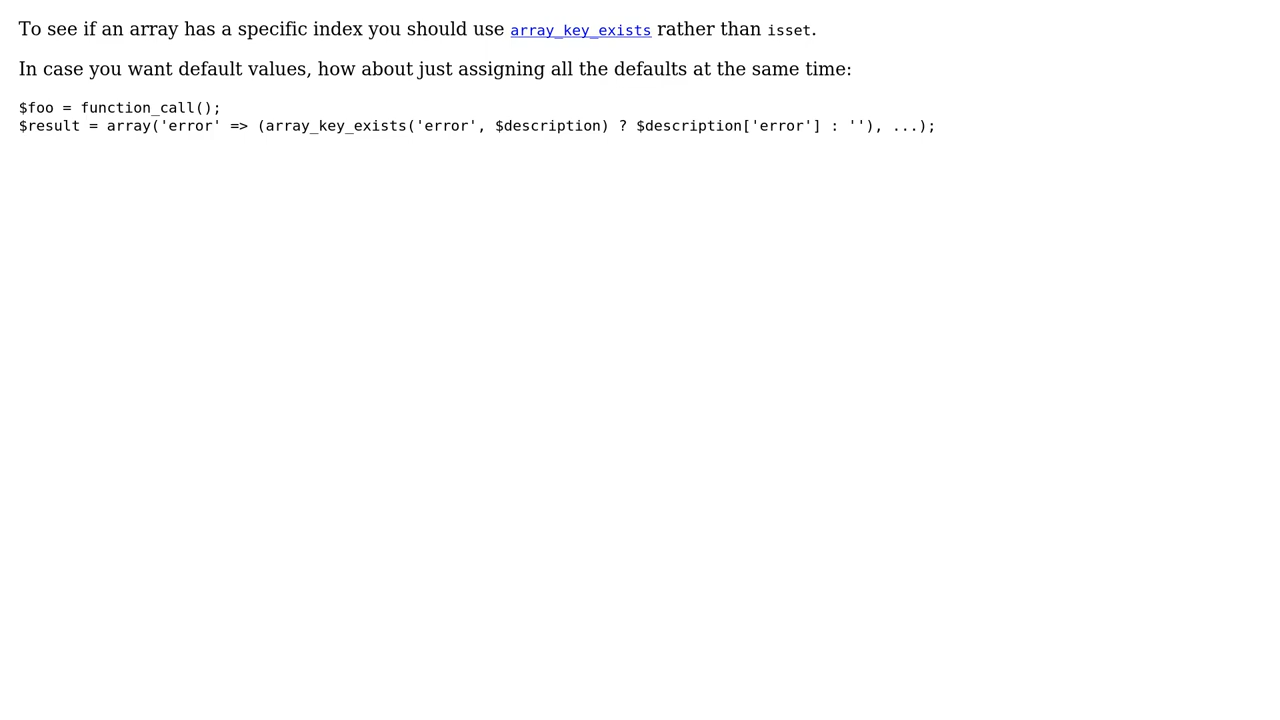 To see if an array has a specific index you should use array_key_exists rather than isset.
In case you want default values, how about just assigning all the defaults at the same time:
$foo = function_call();
$result = array('error' => (array_key_exists('error', $description) ? $description['error'] : ''), ...);